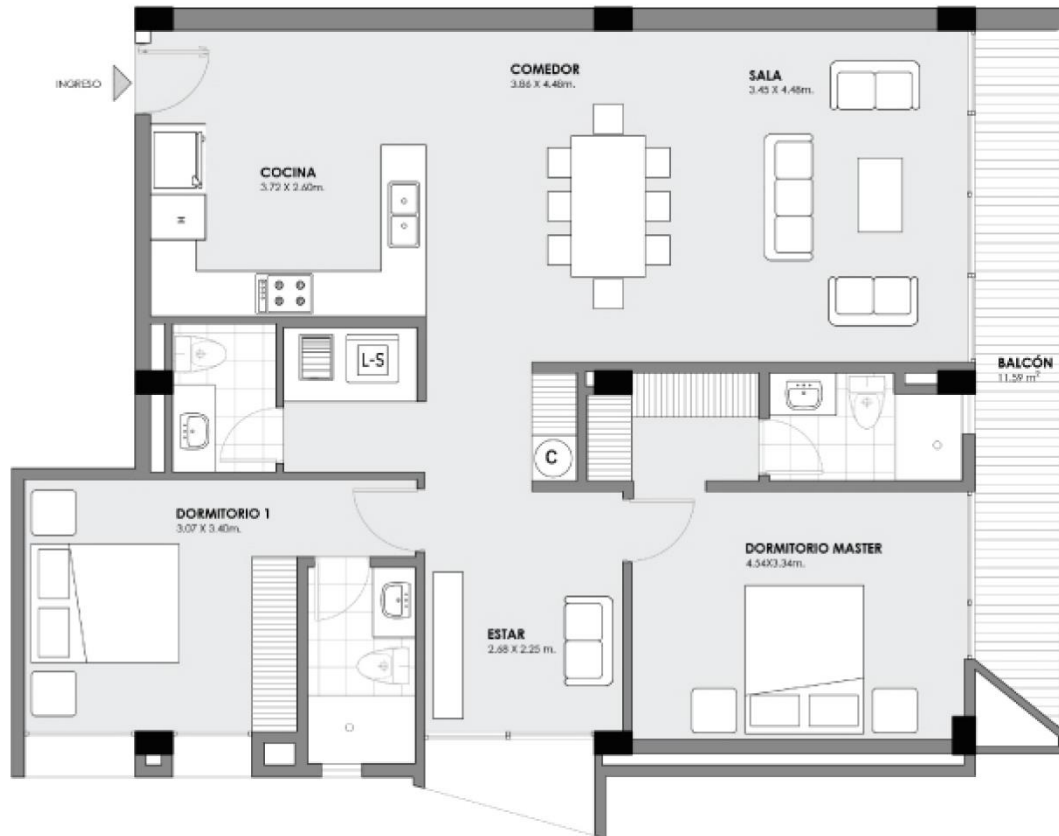 INGRESO
COMEDOR
3.86 X 4.48m.
SALA
3.45 X 4.48m.
COCINA
3.72 X 2.60m.
L-S
BALCÓN
11.59 m²
C
DORMITORIO 1
3.07 X 3.40m.
DORMITORIO MASTER
4.54X3.34m.
ESTAR
2.68 X 2.25 m.